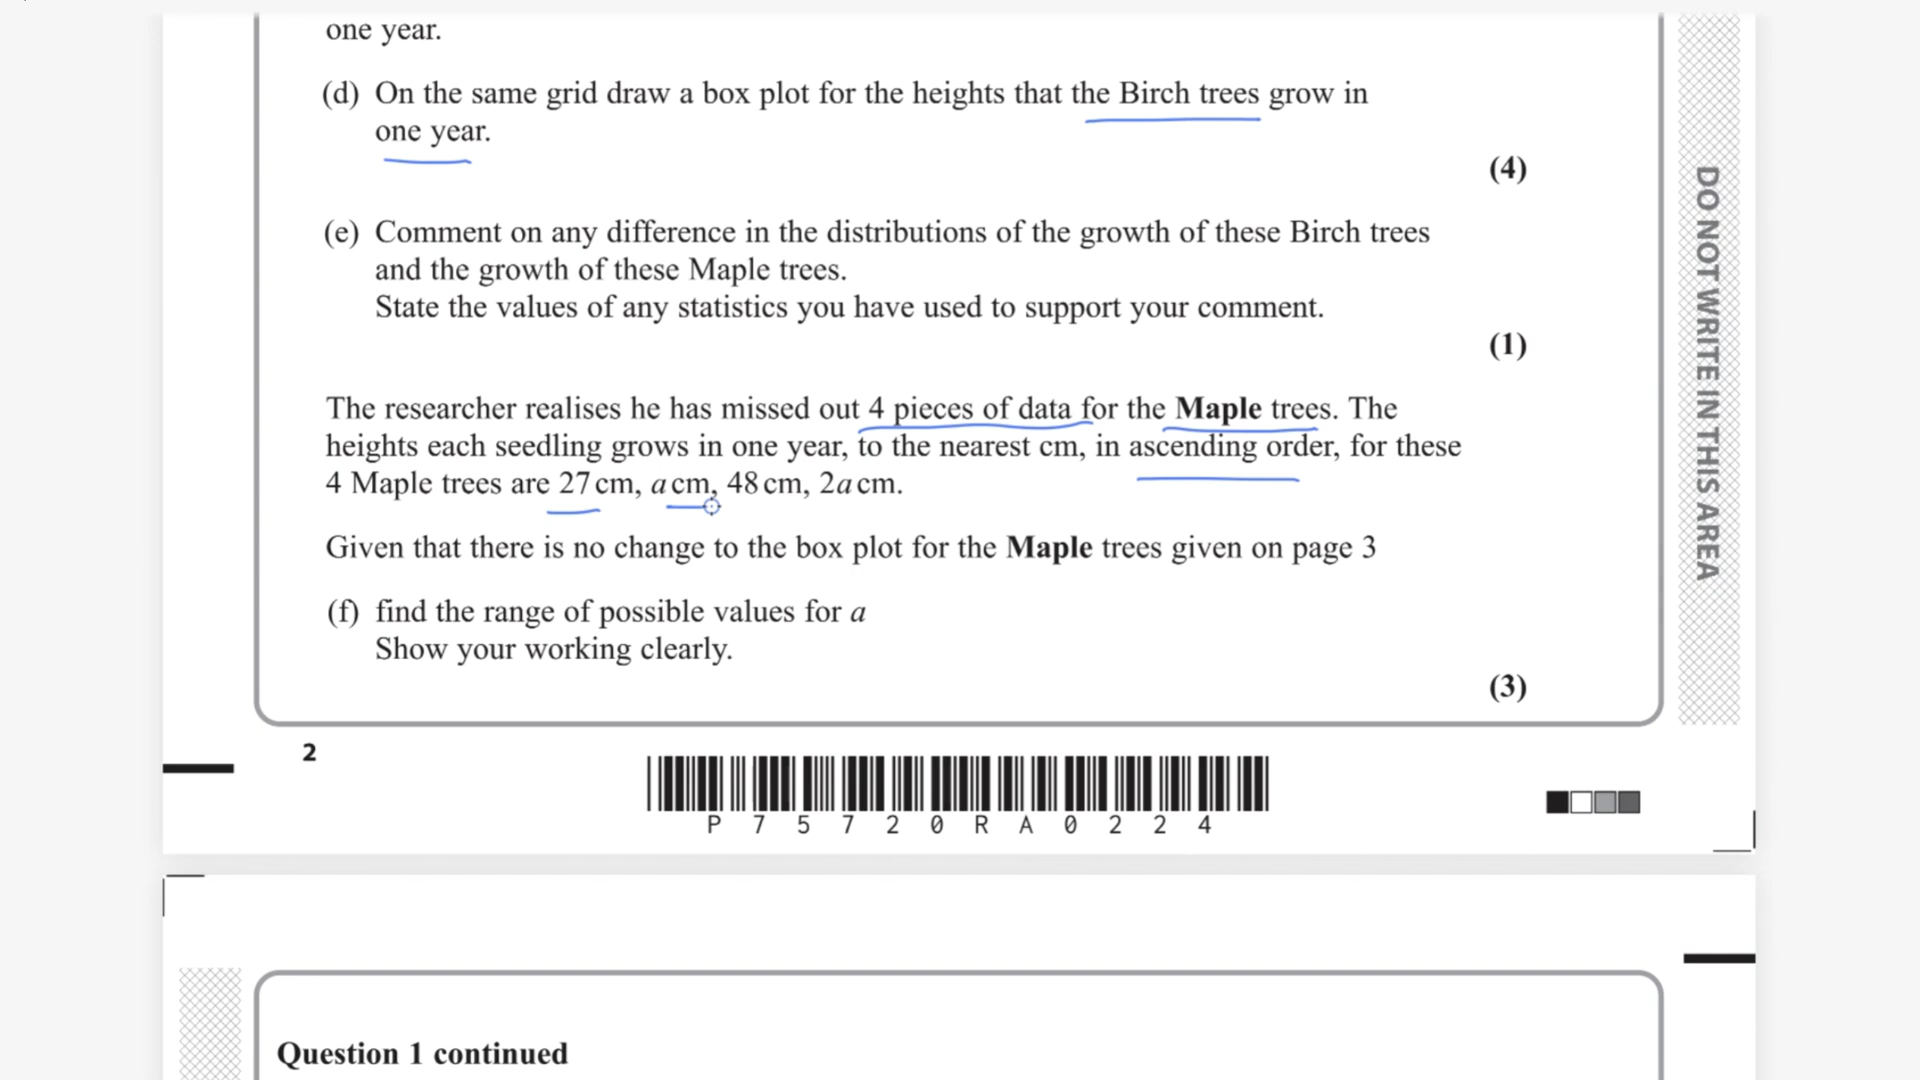 one year.
(d) On the same grid draw a box plot for the heights that the Birch trees grow in
one year.
(4)
(e) Comment on any difference in the distributions of the growth of these Birch trees
and the growth of these Maple trees.
State the values of any statistics you have used to support your comment.
(1)
The researcher realises he has missed out 4 pieces of data for the Maple trees. The
heights each seedling grows in one year, to the nearest cm, in ascending order, for these
4 Maple trees are 27 cm, a cm, 48 cm, 2a cm.
Given that there is no change to the box plot for the Maple trees given on page 3
(f) find the range of possible values for a
Show your working clearly.
(3)
DO NOT WRITE IN THIS AREA
2
P 7 5 7 2 0 R A 0 2 2 4
Question 1 continued